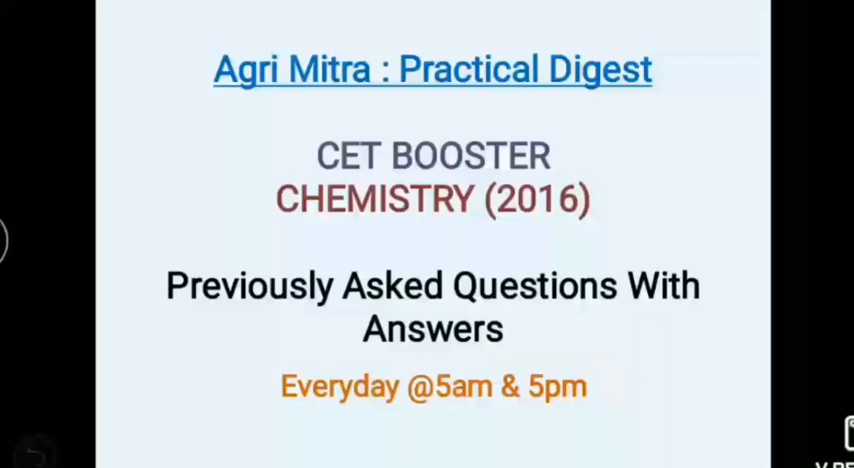 Agri Mitra : Practical Digest
CET BOOSTER
CHEMISTRY (2016)
Previously Asked Questions With
Answers
Everyday @5am & 5pm